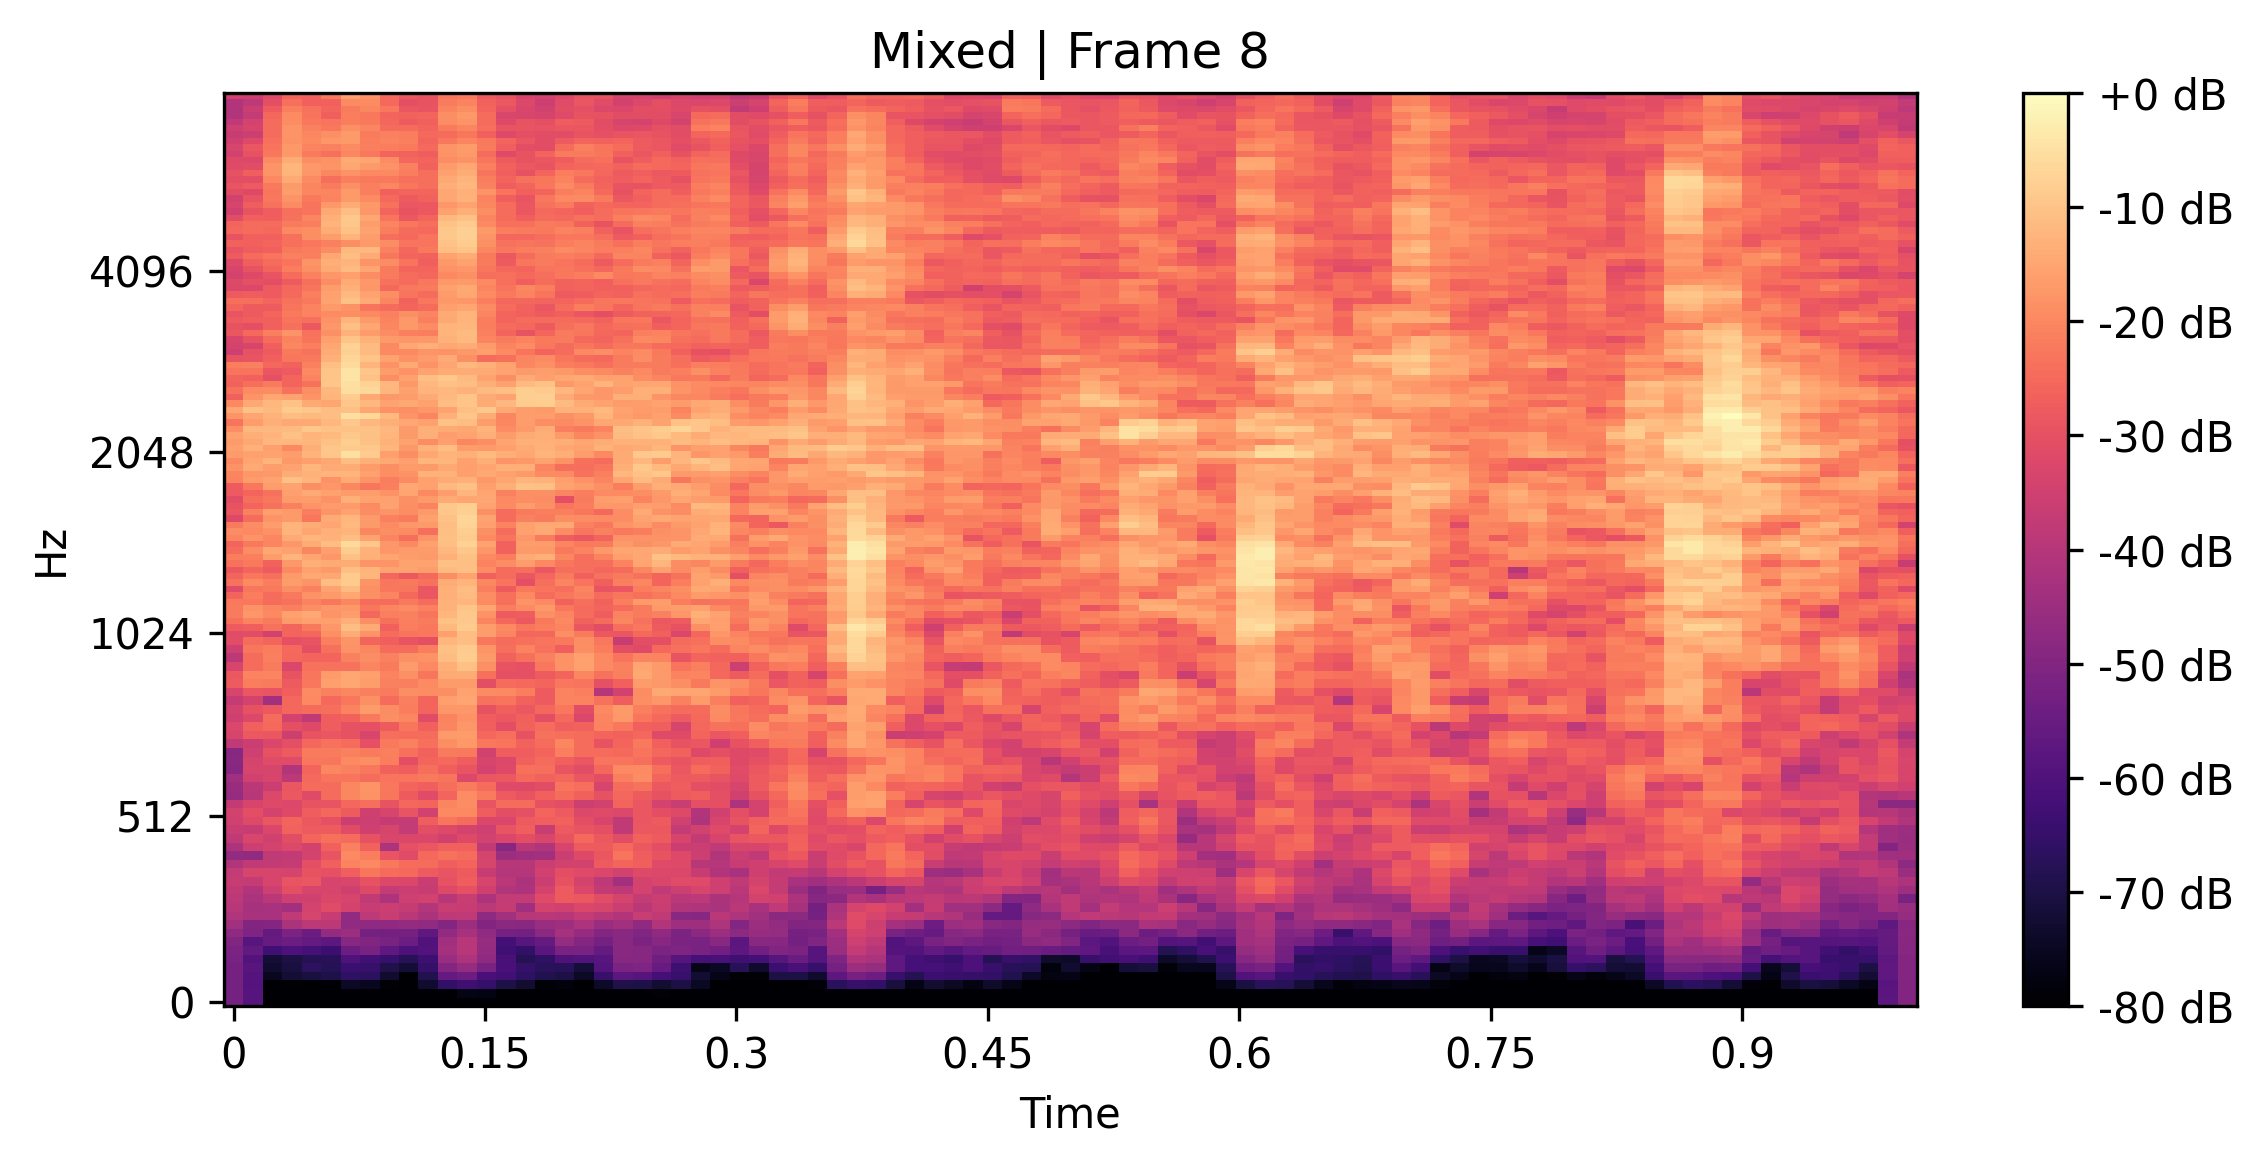 Mixed | Frame 8
+0 dB
-10 dB
-20 dB
-30 dB
-40 dB
-50 dB
-60 dB
-70 dB
-80 dB
4096
2048
1024
512
0
Hz
0 0.15 0.3 0.45 0.6 0.75 0.9
Time